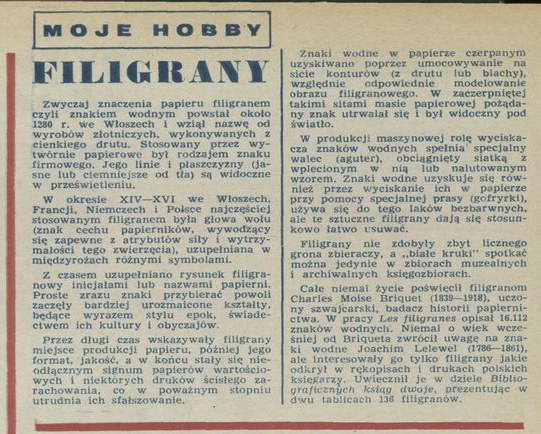 MOJE HOBBY
FILIGRANY
Zwyczaj znaczenia papieru filigranem
czyli znakiem wodnym powstał około
1280 r. we Włoszech i wziął nazwę od
wyrobów złotniczych, wykonywanych z
cienkiego drutu. Stosowany przez wy-
twórnie papierowe był rodzajem znaku
firmowego. Jego linie i płaszczyzny (ja-
sne lub ciemniejsze od tła) są widoczne
w prześwietleniu.
W okresie XIV—XVI we Włoszech,
Francji, Niemczech i Polsce najczęściej
stosowanym filigranem była głowa wołu
(znak cechu papierników, wywodzący
się zapewne z atrybutów siły i wytrzy-
małości tego zwierzęcia), uzupełniana w
międzyrożach różnymi symbolami.
Z czasem uzupełniano rysunek filigra-
nowy inicjałami lub nazwami papierni.
Proste zrazu znaki przybierać powoli
zaczęły bardziej urozmaicone kształty,
będące wyrazem stylu epok, świade-
ctwem ich kultury i obyczajów.
Przez długi czas wskazywały filigrany
miejsce produkcji papieru, później jego
format, jakość, a w końcu stały się nie-
odłącznym signum papierów wartościo-
wych i niektórych druków ścisłego za-
rachowania, co w poważnym stopniu
utrudnia ich sfałszowanie.
Znaki wodne w papierze czerpanym
uzyskiwano poprzez umocowywanie na
sicie konturów (z drutu lub blachy),
względnie odpowiednie modelowanie
obrazu filigranowego. W zaczerpniętej
takimi sitami masie papierowej pożąda-
ny znak utrwalał się i był widoczny pod
światło.
W produkcji maszynowej rolę wyciska-
cza znaków wodnych spełnia specjalny
walec (aguter), obciągnięty siatką z
wplecionym w nią lub nalutowanym
wzorem. Znaki wodne uzyskuje się rów-
nież przez wyciskanie ich w papierze
przy pomocy specjalnej prasy (gofryrki),
używa się do tego laków bezbarwnych,
ale te sztuczne filigrany dają się stosun-
kowo łatwo usuwać.
Filigrany nie zdobyły zbyt licznego
grona zbieraczy, a „białe kruki" spotkać
można jedynie w zbiorach muzealnych
i archiwalnych księgozbiorach.
Całe niemal życie poświęcił filigranom
Charles Moise Briquet (1839—1918), uczo-
ny szwajcarski, badacz historii papierni-
ctwa. W pracy Les filigranes opisał 16.112
znaków wodnych. Niemal o wiek wcze-
śniej od Briqueta zwrócił uwagę na zna-
ki wodne Joachim Lelewel (1786—1861),
ale interesowały go tylko filigrany jakie
odkrył w rękopisach i drukach polskich
księgarzy. Uwiecznił je w dziele Biblio-
graficznych ksiąg dwoje, prezentując w
dwu tablicach 136 filigranów.